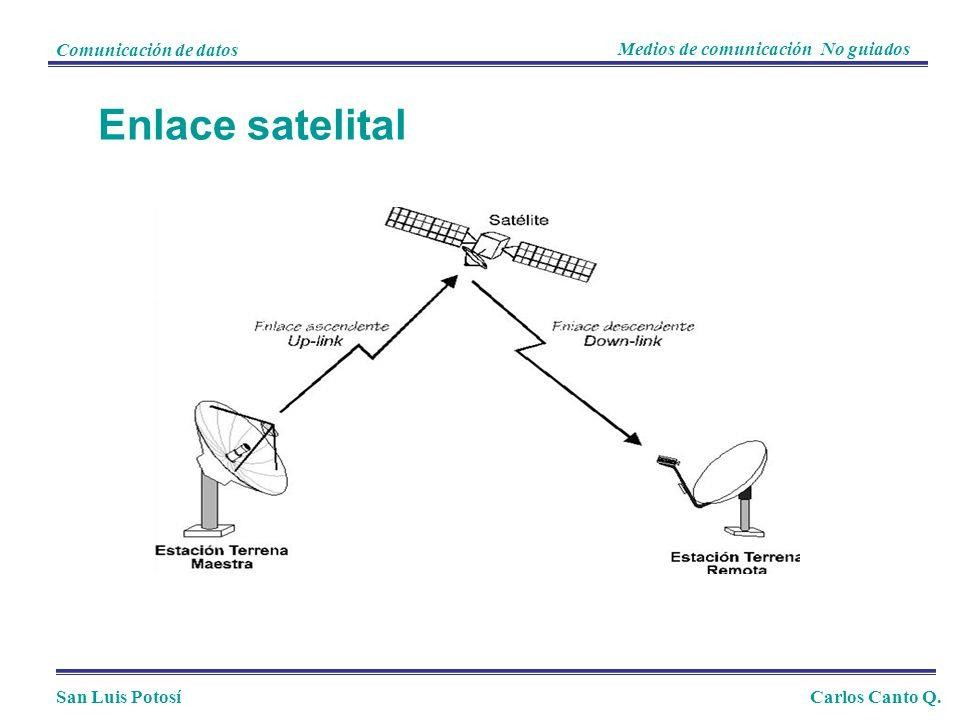 Comunicación de datos
Medios de comunicación No guiados
Enlace satelital
Satélite
Enlace ascendente
Up-link
Enlace descendente
Down-link
Estación Terrena
Maestra
Estación Terrena
Remota
San Luis Potosí
Carlos Canto Q.